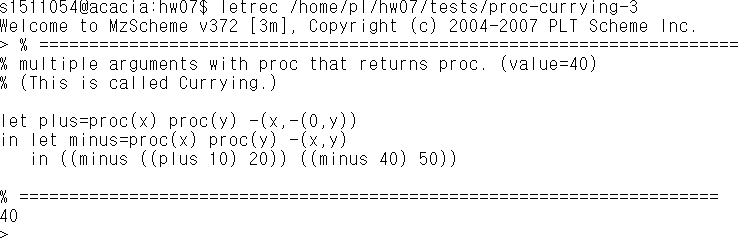 s1511054@acacia:hw07$ letrec /home/pl/hw07/tests/proc-currying-3
Welcome to MzScheme v372 [3m], Copyright (c) 2004-2007 PLT Scheme Inc.
> % ======================================================================
% multiple arguments with proc that returns proc. (value=40)
% (This is called Currying.)
let plus=proc(x) proc(y) -(x,-(0,y))
in let minus=proc(x) proc(y) -(x,y)
   in ((minus ((plus 10) 20)) ((minus 40) 50))
% ======================================================================
40
>